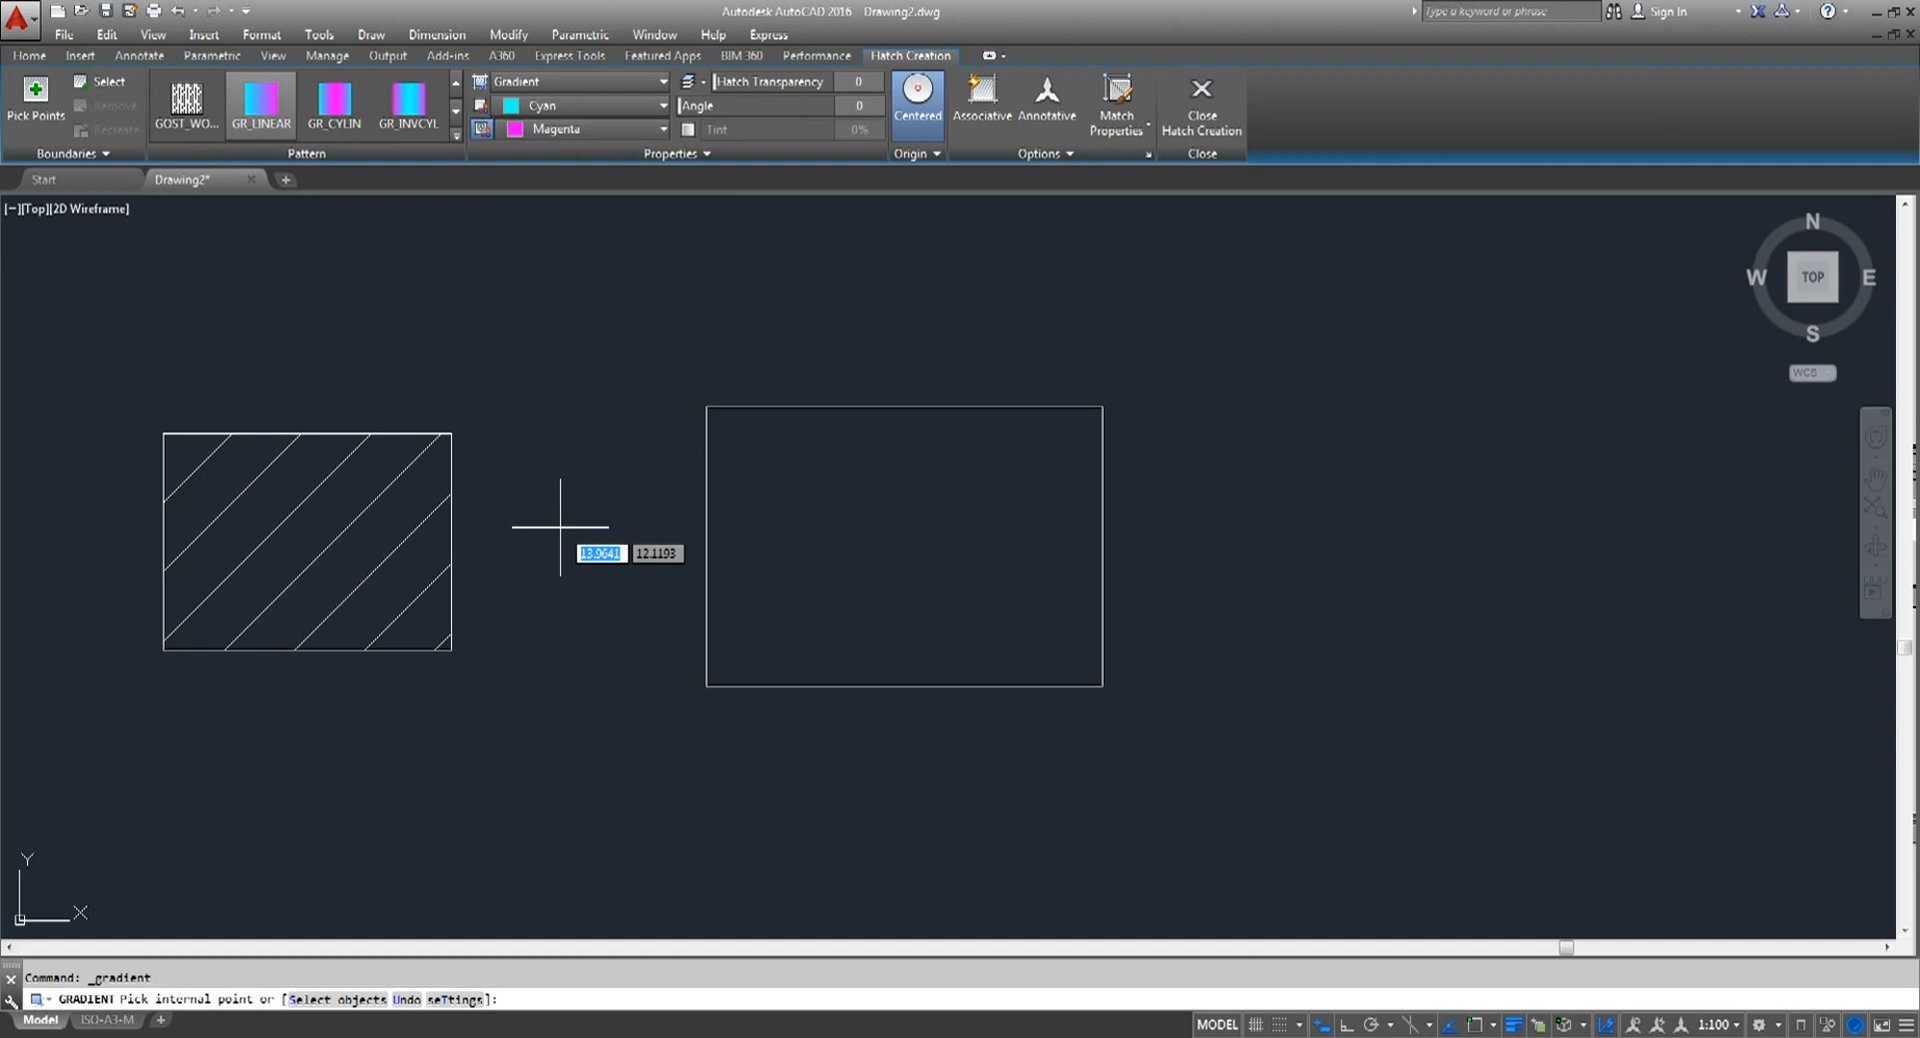 Autodesk AutoCAD 2016 Drawing2.dwg
Type a keyword or phrase
Sign In
File Edit View Insert Format Tools Draw Dimension Modify Parametric Window Help Express
Home Insert Annotate Parametric View Manage Output Add-ins A360 Express Tools Featured Apps BIM 360 Performance Hatch Creation
Pick Points
Select
Remove
Recreate
Boundaries
GOST_WO...
GR_LINEAR
GR_CYLIN
GR_INVCYL
Pattern
Gradient
Cyan
Magenta
Hatch Transparency 0
Angle 0
Tint 0%
Properties
Centered
Origin
Associative
Annotative
Match
Properties
Options
Close
Hatch Creation
Close
Start
Drawing2*
[−][Top][2D Wireframe]
N
W TOP E
S
WCS
13.9641 12.1193
Y
X
Command: _gradient
GRADIENT Pick internal point or [Select objects Undo seTtings]:
Model ISO-A3-M
MODEL
1:100